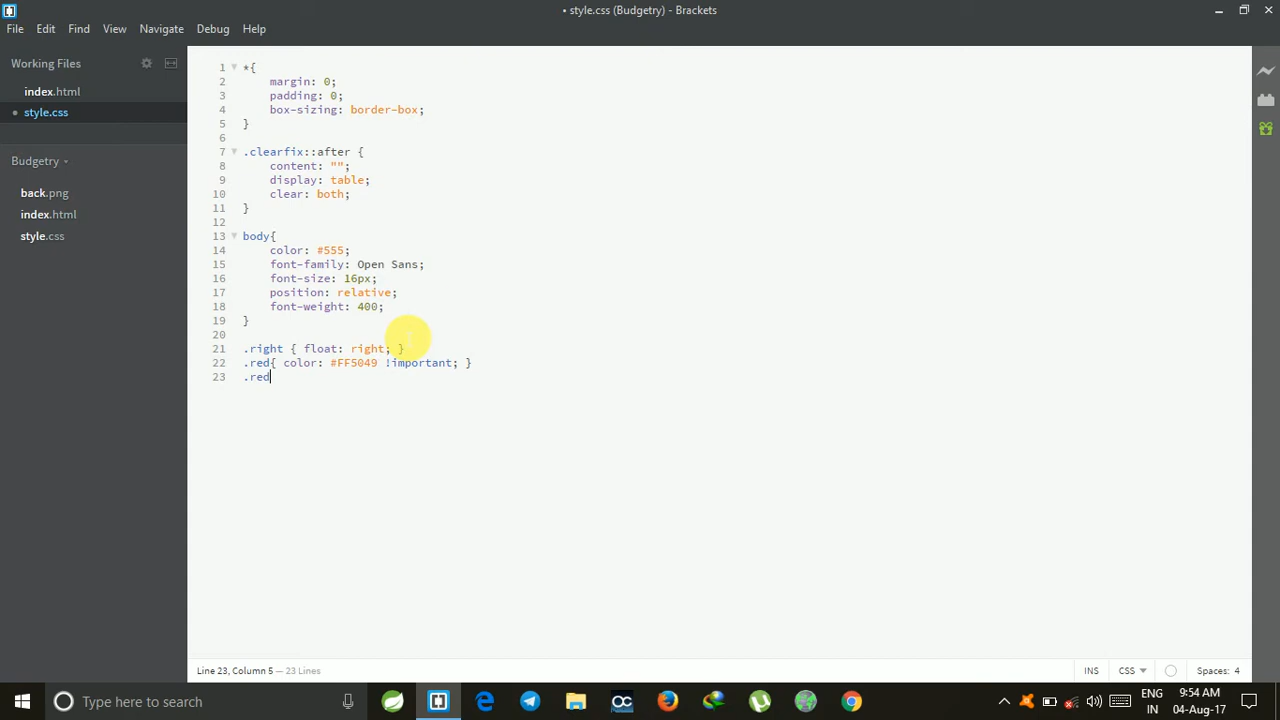 • style.css (Budgetry) - Brackets
File Edit Find View Navigate Debug Help
Working Files
index.html
• style.css
Budgetry
back.png
index.html
style.css
1 *{
2 margin: 0;
3 padding: 0;
4 box-sizing: border-box;
5 }
6
7 .clearfix::after {
8 content: "";
9 display: table;
10 clear: both;
11 }
12
13 body{
14 color: #555;
15 font-family: Open Sans;
16 font-size: 16px;
17 position: relative;
18 font-weight: 400;
19 }
20
21 .right { float: right; }
22 .red{ color: #FF5049 !important; }
23 .red
Line 23, Column 5 — 23 Lines
INS CSS Spaces: 4
Type here to search
OC
ENG
IN
9:54 AM
04-Aug-17